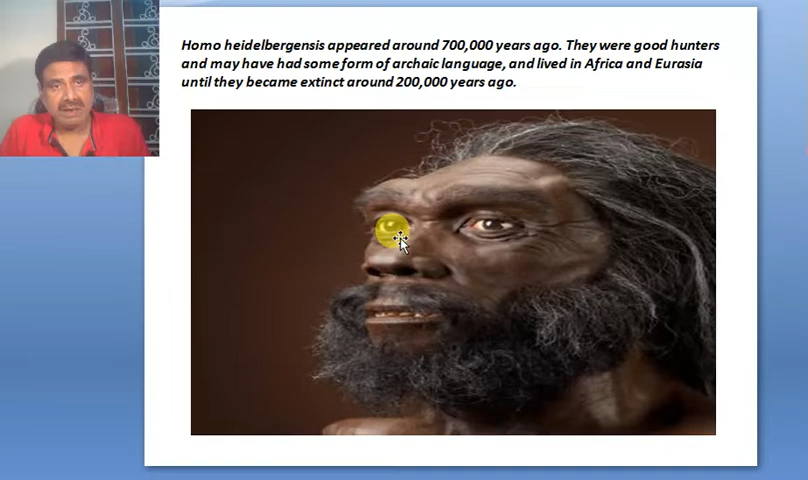 Homo heidelbergensis appeared around 700,000 years ago. They were good hunters
and may have had some form of archaic language, and lived in Africa and Eurasia
until they became extinct around 200,000 years ago.